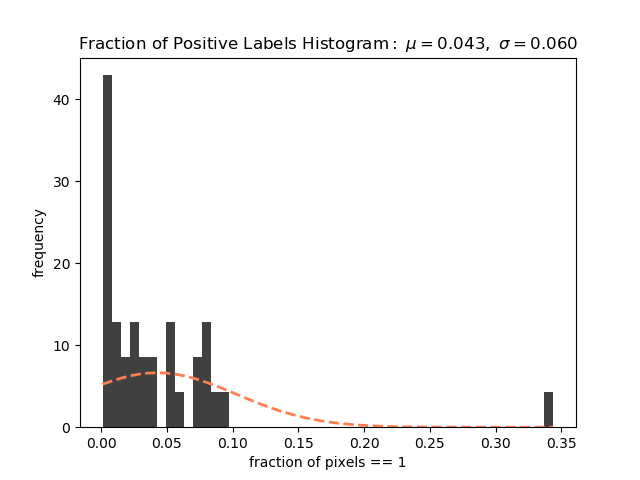 Fraction of Positive Labels Histogram: μ = 0.043, σ = 0.060
40
30
20
10
0
frequency
0.00 0.05 0.10 0.15 0.20 0.25 0.30 0.35
fraction of pixels == 1